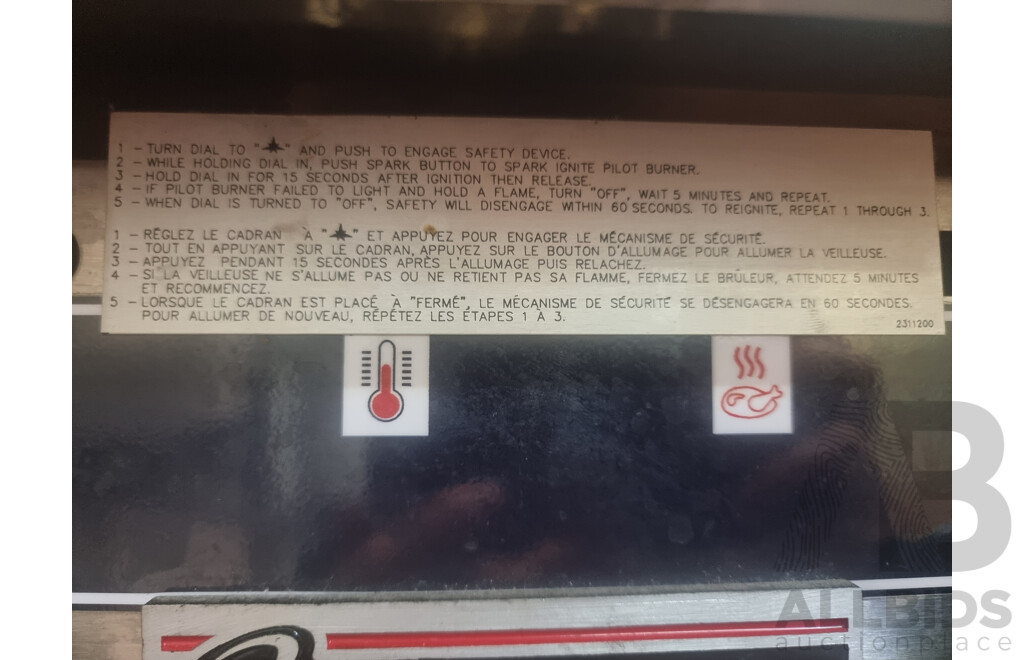 1 - TURN DIAL TO "✶" AND PUSH TO ENGAGE SAFETY DEVICE.
2 - WHILE HOLDING DIAL IN, PUSH SPARK BUTTON TO SPARK IGNITE PILOT BURNER.
3 - HOLD DIAL IN FOR 15 SECONDS AFTER IGNITION THEN RELEASE.
4 - IF PILOT BURNER FAILED TO LIGHT AND HOLD A FLAME, TURN "OFF", WAIT 5 MINUTES AND REPEAT.
5 - WHEN DIAL IS TURNED TO "OFF", SAFETY WILL DISENGAGE WITHIN 60 SECONDS. TO REIGNITE, REPEAT 1 THROUGH 3.
1 - RÉGLEZ LE CADRAN À "✶" ET APPUYEZ POUR ENGAGER LE MÉCANISME DE SÉCURITÉ.
2 - TOUT EN APPUYANT SUR LE CADRAN, APPUYEZ SUR LE BOUTON D'ALLUMAGE POUR ALLUMER LA VEILLEUSE.
3 - APPUYEZ PENDANT 15 SECONDES APRÈS L'ALLUMAGE PUIS RELACHEZ.
4 - SI LA VEILLEUSE NE S'ALLUME PAS OU NE RETIENT PAS SA FLAMME, FERMEZ LE BRÛLEUR, ATTENDEZ 5 MINUTES
ET RECOMMENCEZ.
5 - LORSQUE LE CADRAN EST PLACÉ À "FERMÉ", LE MÉCANISME DE SÉCURITÉ SE DÉSENGAGERA EN 60 SECONDES.
POUR ALLUMER DE NOUVEAU, RÉPÉTEZ LES ÉTAPES 1 À 3.
2311200
B
ALLBIDS
auctionplace